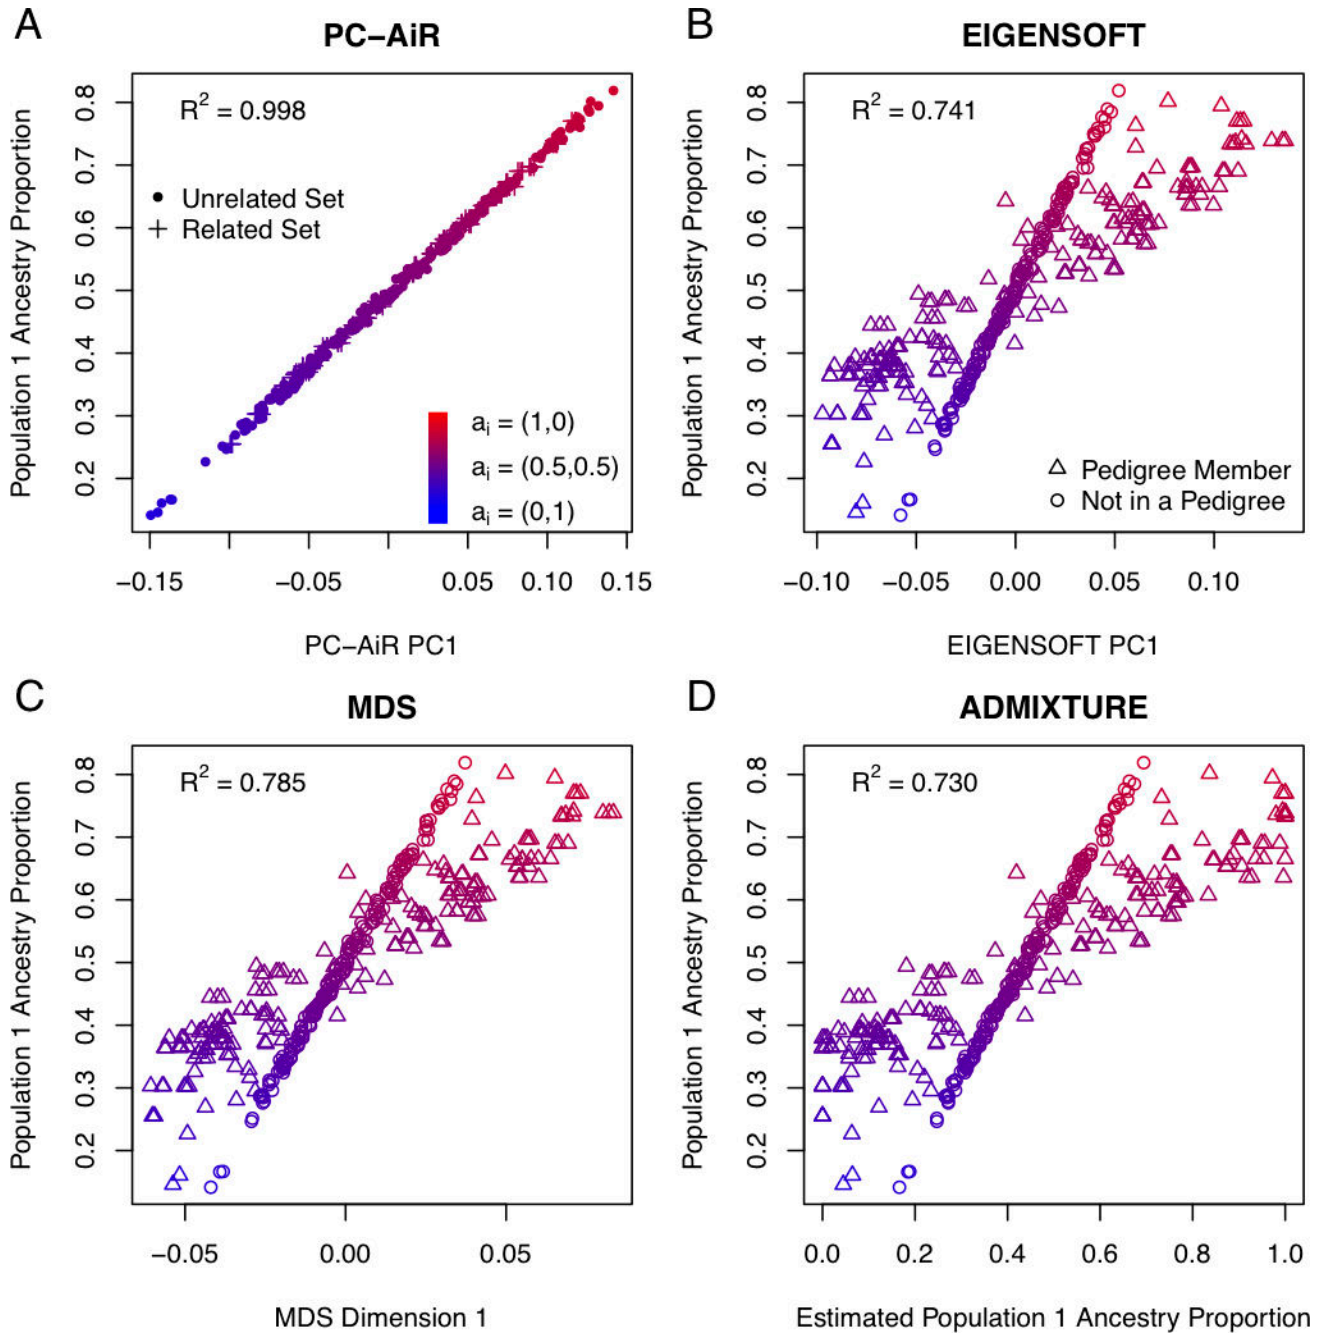 A
PC–AiR
R² = 0.998
Unrelated Set
Related Set
a_i = (1,0)
a_i = (0.5,0.5)
a_i = (0,1)
Population 1 Ancestry Proportion
0.2 0.3 0.4 0.5 0.6 0.7 0.8
−0.15 −0.05 0.05 0.10 0.15
PC–AiR PC1
B
EIGENSOFT
R² = 0.741
Pedigree Member
Not in a Pedigree
Population 1 Ancestry Proportion
0.2 0.3 0.4 0.5 0.6 0.7 0.8
−0.10 −0.05 0.00 0.05 0.10
EIGENSOFT PC1
C
MDS
R² = 0.785
Population 1 Ancestry Proportion
0.2 0.3 0.4 0.5 0.6 0.7 0.8
−0.05 0.00 0.05
MDS Dimension 1
D
ADMIXTURE
R² = 0.730
Population 1 Ancestry Proportion
0.2 0.3 0.4 0.5 0.6 0.7 0.8
0.0 0.2 0.4 0.6 0.8 1.0
Estimated Population 1 Ancestry Proportion